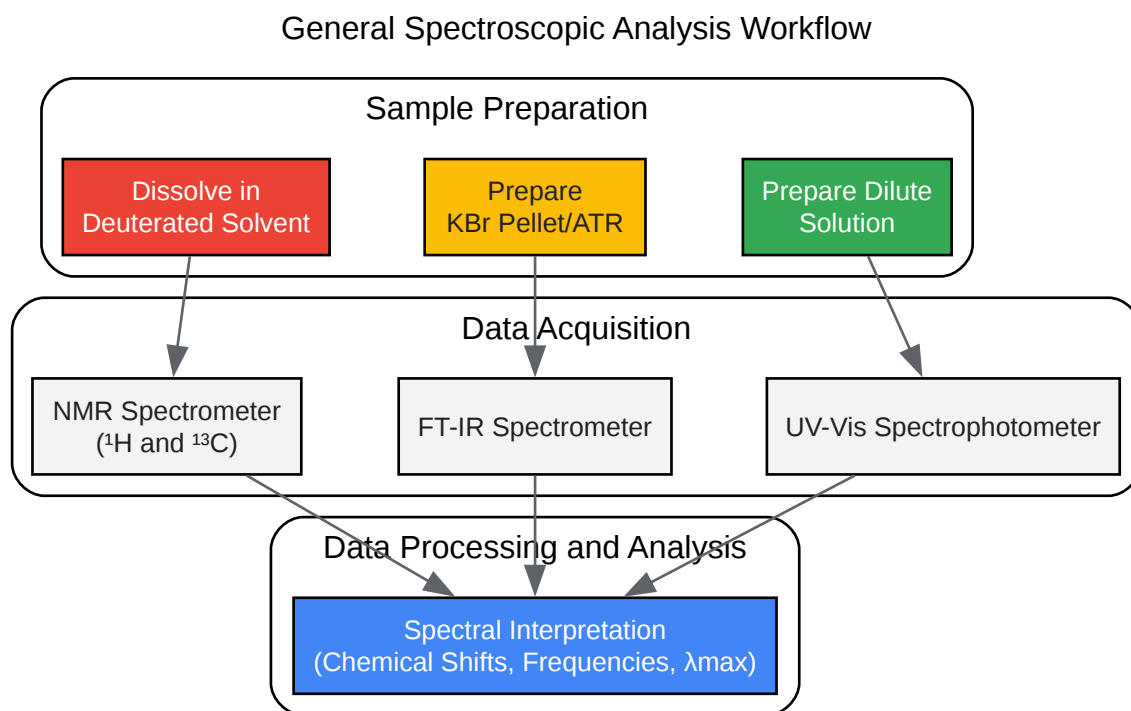 General Spectroscopic Analysis Workflow
Sample Preparation
Dissolve in
Deuterated Solvent
Prepare
KBr Pellet/ATR
Prepare Dilute
Solution
Data Acquisition
NMR Spectrometer
(¹H and ¹³C)
FT-IR Spectrometer
UV-Vis Spectrophotometer
Data Processing and Analysis
Spectral Interpretation
(Chemical Shifts, Frequencies, λmax)